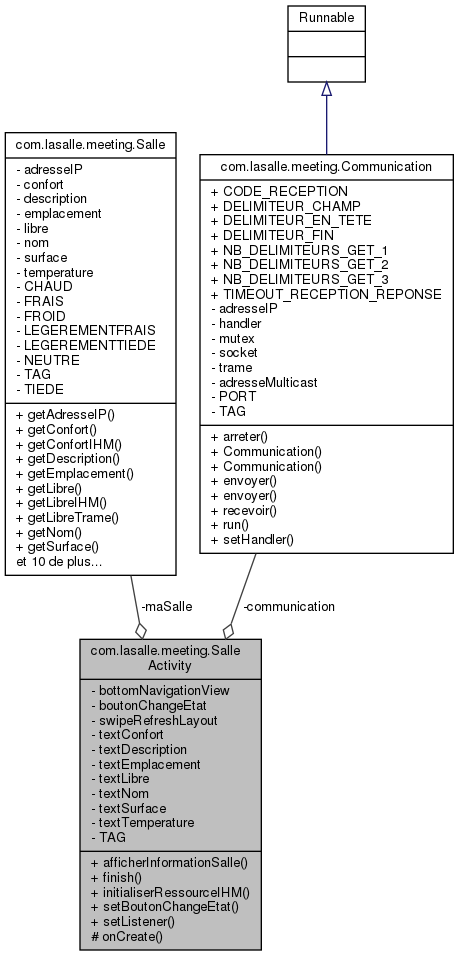 Runnable
com.lasalle.meeting.Salle
- adresseIP
- confort
- description
- emplacement
- libre
- nom
- surface
- temperature
- CHAUD
- FRAIS
- FROID
- LEGEREMENTFRAIS
- LEGEREMENTTIEDE
- NEUTRE
- TAG
- TIEDE
+ getAdresseIP()
+ getConfort()
+ getConfortIHM()
+ getDescription()
+ getEmplacement()
+ getLibre()
+ getLibreIHM()
+ getLibreTrame()
+ getNom()
+ getSurface()
et 10 de plus...
com.lasalle.meeting.Communication
+ CODE_RECEPTION
+ DELIMITEUR_CHAMP
+ DELIMITEUR_EN_TETE
+ DELIMITEUR_FIN
+ NB_DELIMITEURS_GET_1
+ NB_DELIMITEURS_GET_2
+ NB_DELIMITEURS_GET_3
+ TIMEOUT_RECEPTION_REPONSE
- adresseIP
- handler
- mutex
- socket
- trame
- adresseMulticast
- PORT
- TAG
+ arreter()
+ Communication()
+ Communication()
+ envoyer()
+ envoyer()
+ recevoir()
+ run()
+ setHandler()
-maSalle
-communication
com.lasalle.meeting.Salle
Activity
- bottomNavigationView
- boutonChangeEtat
- swipeRefreshLayout
- textConfort
- textDescription
- textEmplacement
- textLibre
- textNom
- textSurface
- textTemperature
- TAG
+ afficherInformationSalle()
+ finish()
+ initialiserRessourceIHM()
+ setBoutonChangeEtat()
+ setListener()
# onCreate()